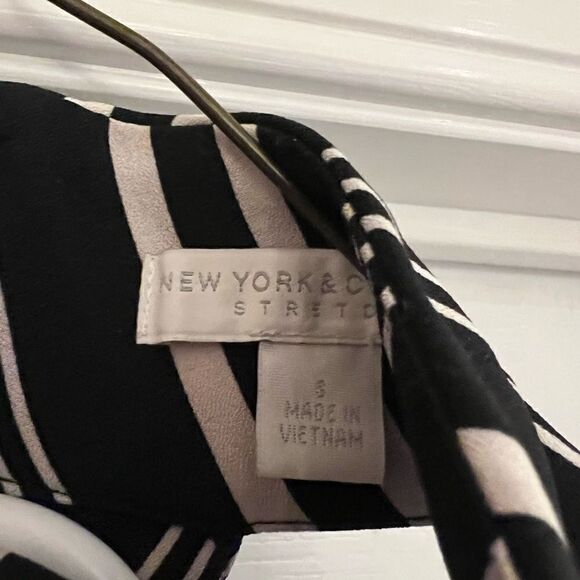 NEW YORK & C
STRETC
S
MADE IN
VIETNAM